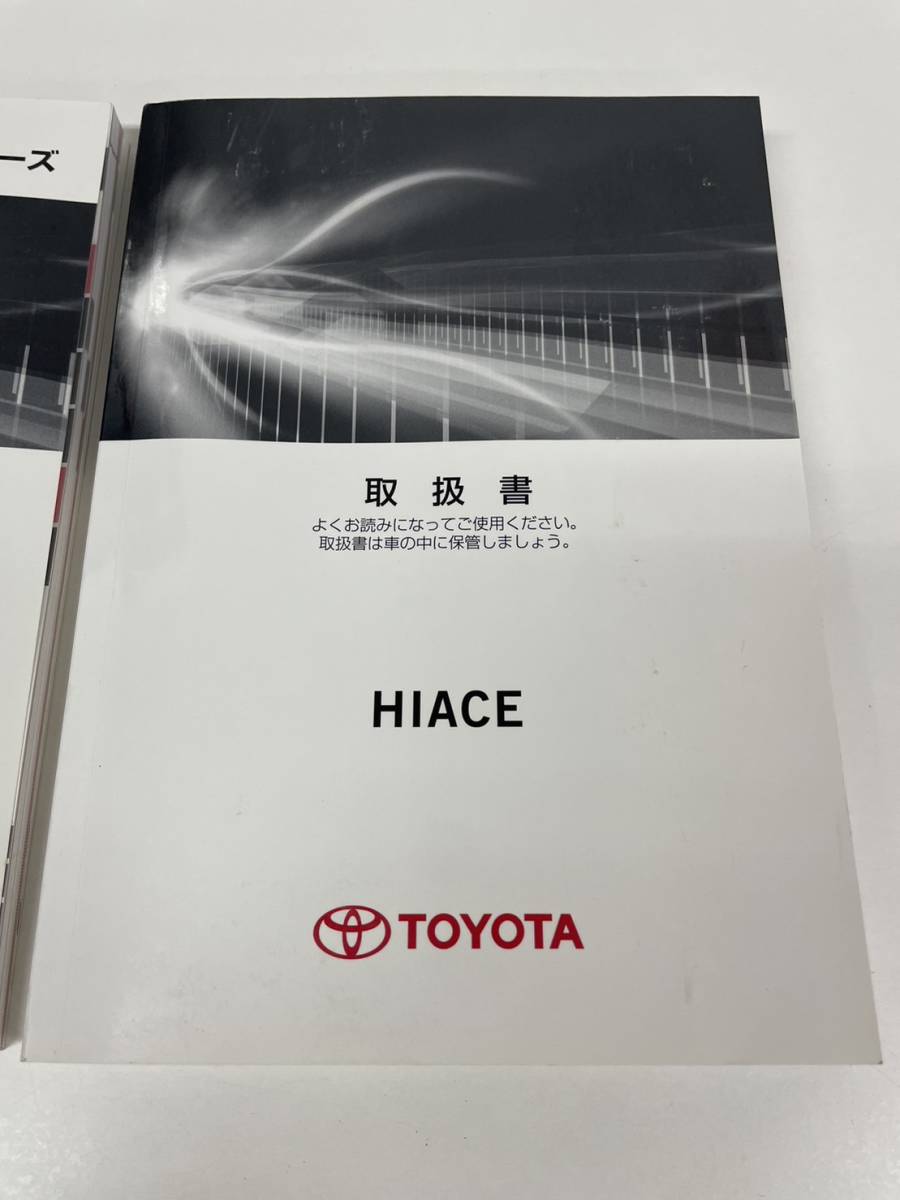 ーズ
取扱書
よくお読みになってご使用ください。
取扱書は車の中に保管しましょう。
HIACE
TOYOTA